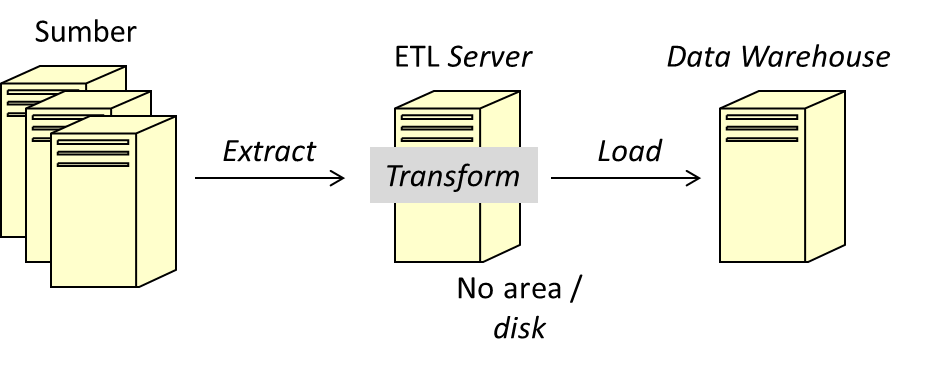 Sumber
ETL Server
Data Warehouse
Extract
Transform
Load
No area /
disk